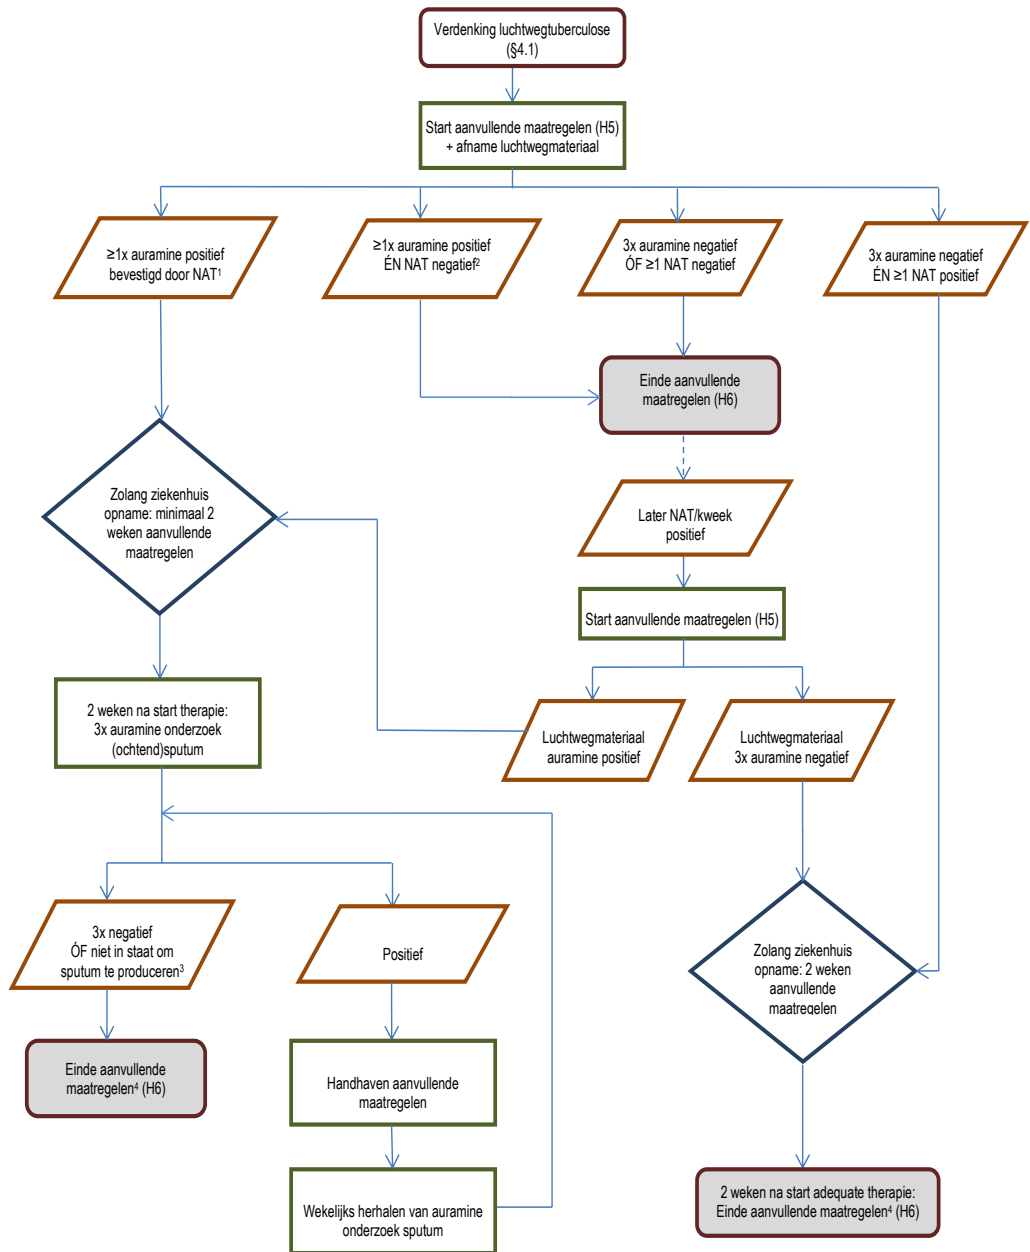 Verdenking luchtwegtuberculose
(§4.1)
Start aanvullende maatregelen (H5)
+ afname luchtwegmateriaal
≥1x auramine positief
bevestigd door NAT¹
≥1x auramine positief
ÉN NAT negatief²
3x auramine negatief
ÓF ≥1 NAT negatief
3x auramine negatief
ÉN ≥1 NAT positief
Einde aanvullende
maatregelen (H6)
Zolang ziekenhuis
opname: minimaal 2
weken aanvullende
maatregelen
Later NAT/kweek
positief
Start aanvullende maatregelen (H5)
2 weken na start therapie:
3x auramine onderzoek
(ochtend)sputum
Luchtwegmateriaal
auramine positief
Luchtwegmateriaal
3x auramine negatief
3x negatief
ÓF niet in staat om
sputum te produceren³
Positief
Zolang ziekenhuis
opname: 2 weken
aanvullende
maatregelen
Einde aanvullende
maatregelen⁴ (H6)
Handhaven aanvullende
maatregelen
Wekelijks herhalen van auramine
onderzoek sputum
2 weken na start adequate therapie:
Einde aanvullende maatregelen⁴ (H6)